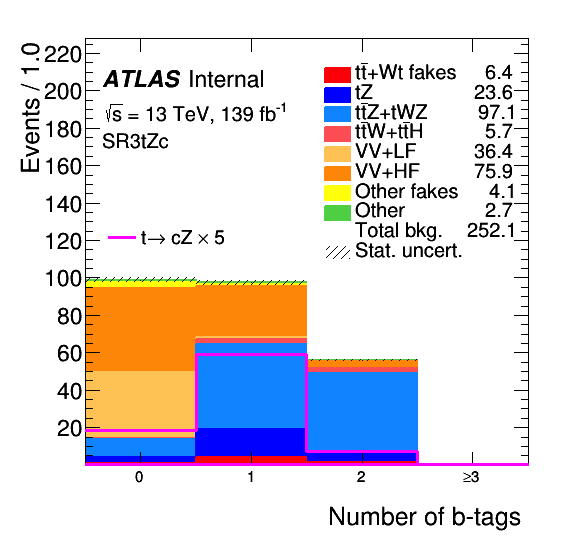 Events / 1.0
220
200
180
160
140
120
100
80
60
40
20
ATLAS Internal
√s = 13 TeV, 139 fb⁻¹
SR3tZc
t→ cZ × 5
tt̄+Wt fakes 6.4
tZ 23.6
tt̄Z+tWZ 97.1
tt̄W+tt̄H 5.7
VV+LF 36.4
VV+HF 75.9
Other fakes 4.1
Other 2.7
Total bkg. 252.1
Stat. uncert.
0 1 2 ≥3
Number of b-tags